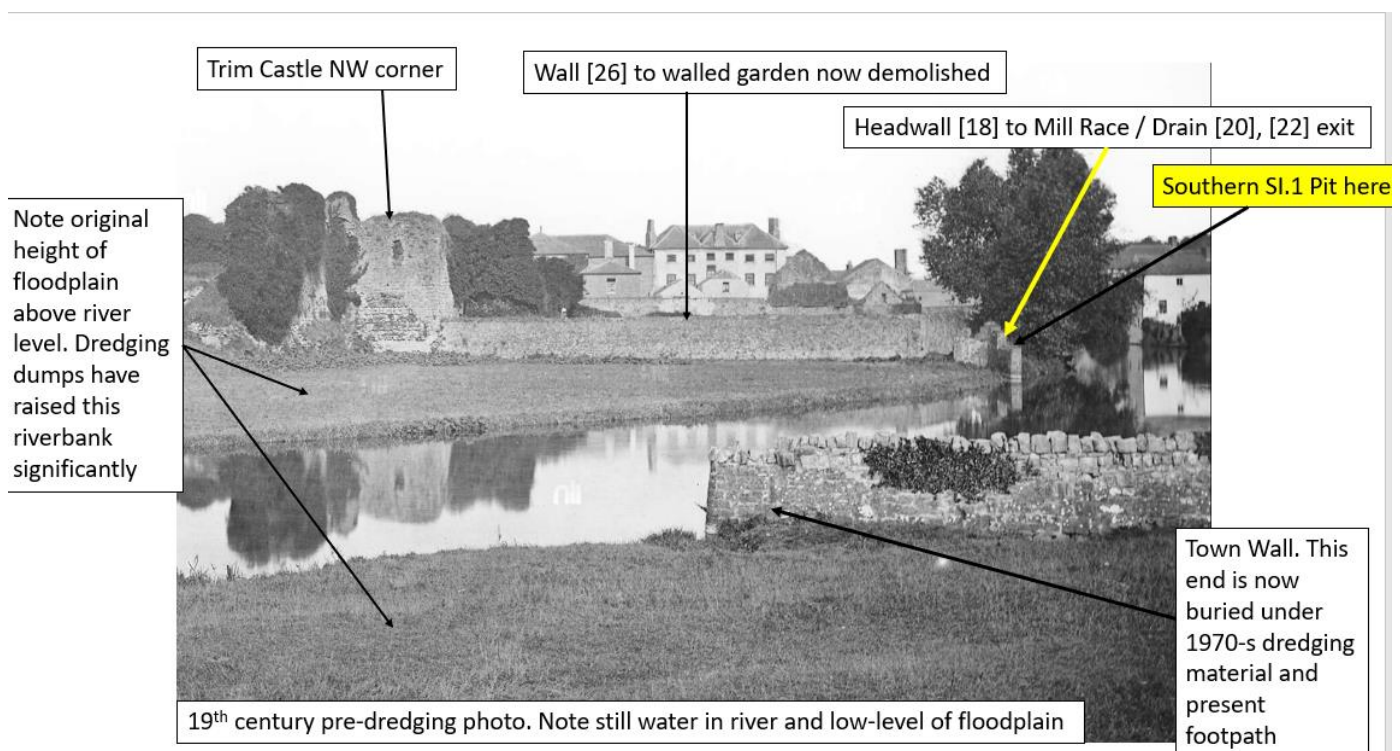 Trim Castle NW corner
Wall [26] to walled garden now demolished
Headwall [18] to Mill Race / Drain [20], [22] exit
Southern SI.1 Pit here
Note original
height of
floodplain
above river
level. Dredging
dumps have
raised this
riverbank
significantly
nli
Town Wall. This
end is now
buried under
1970-s dredging
material and
present
footpath
19th century pre-dredging photo. Note still water in river and low-level of floodplain